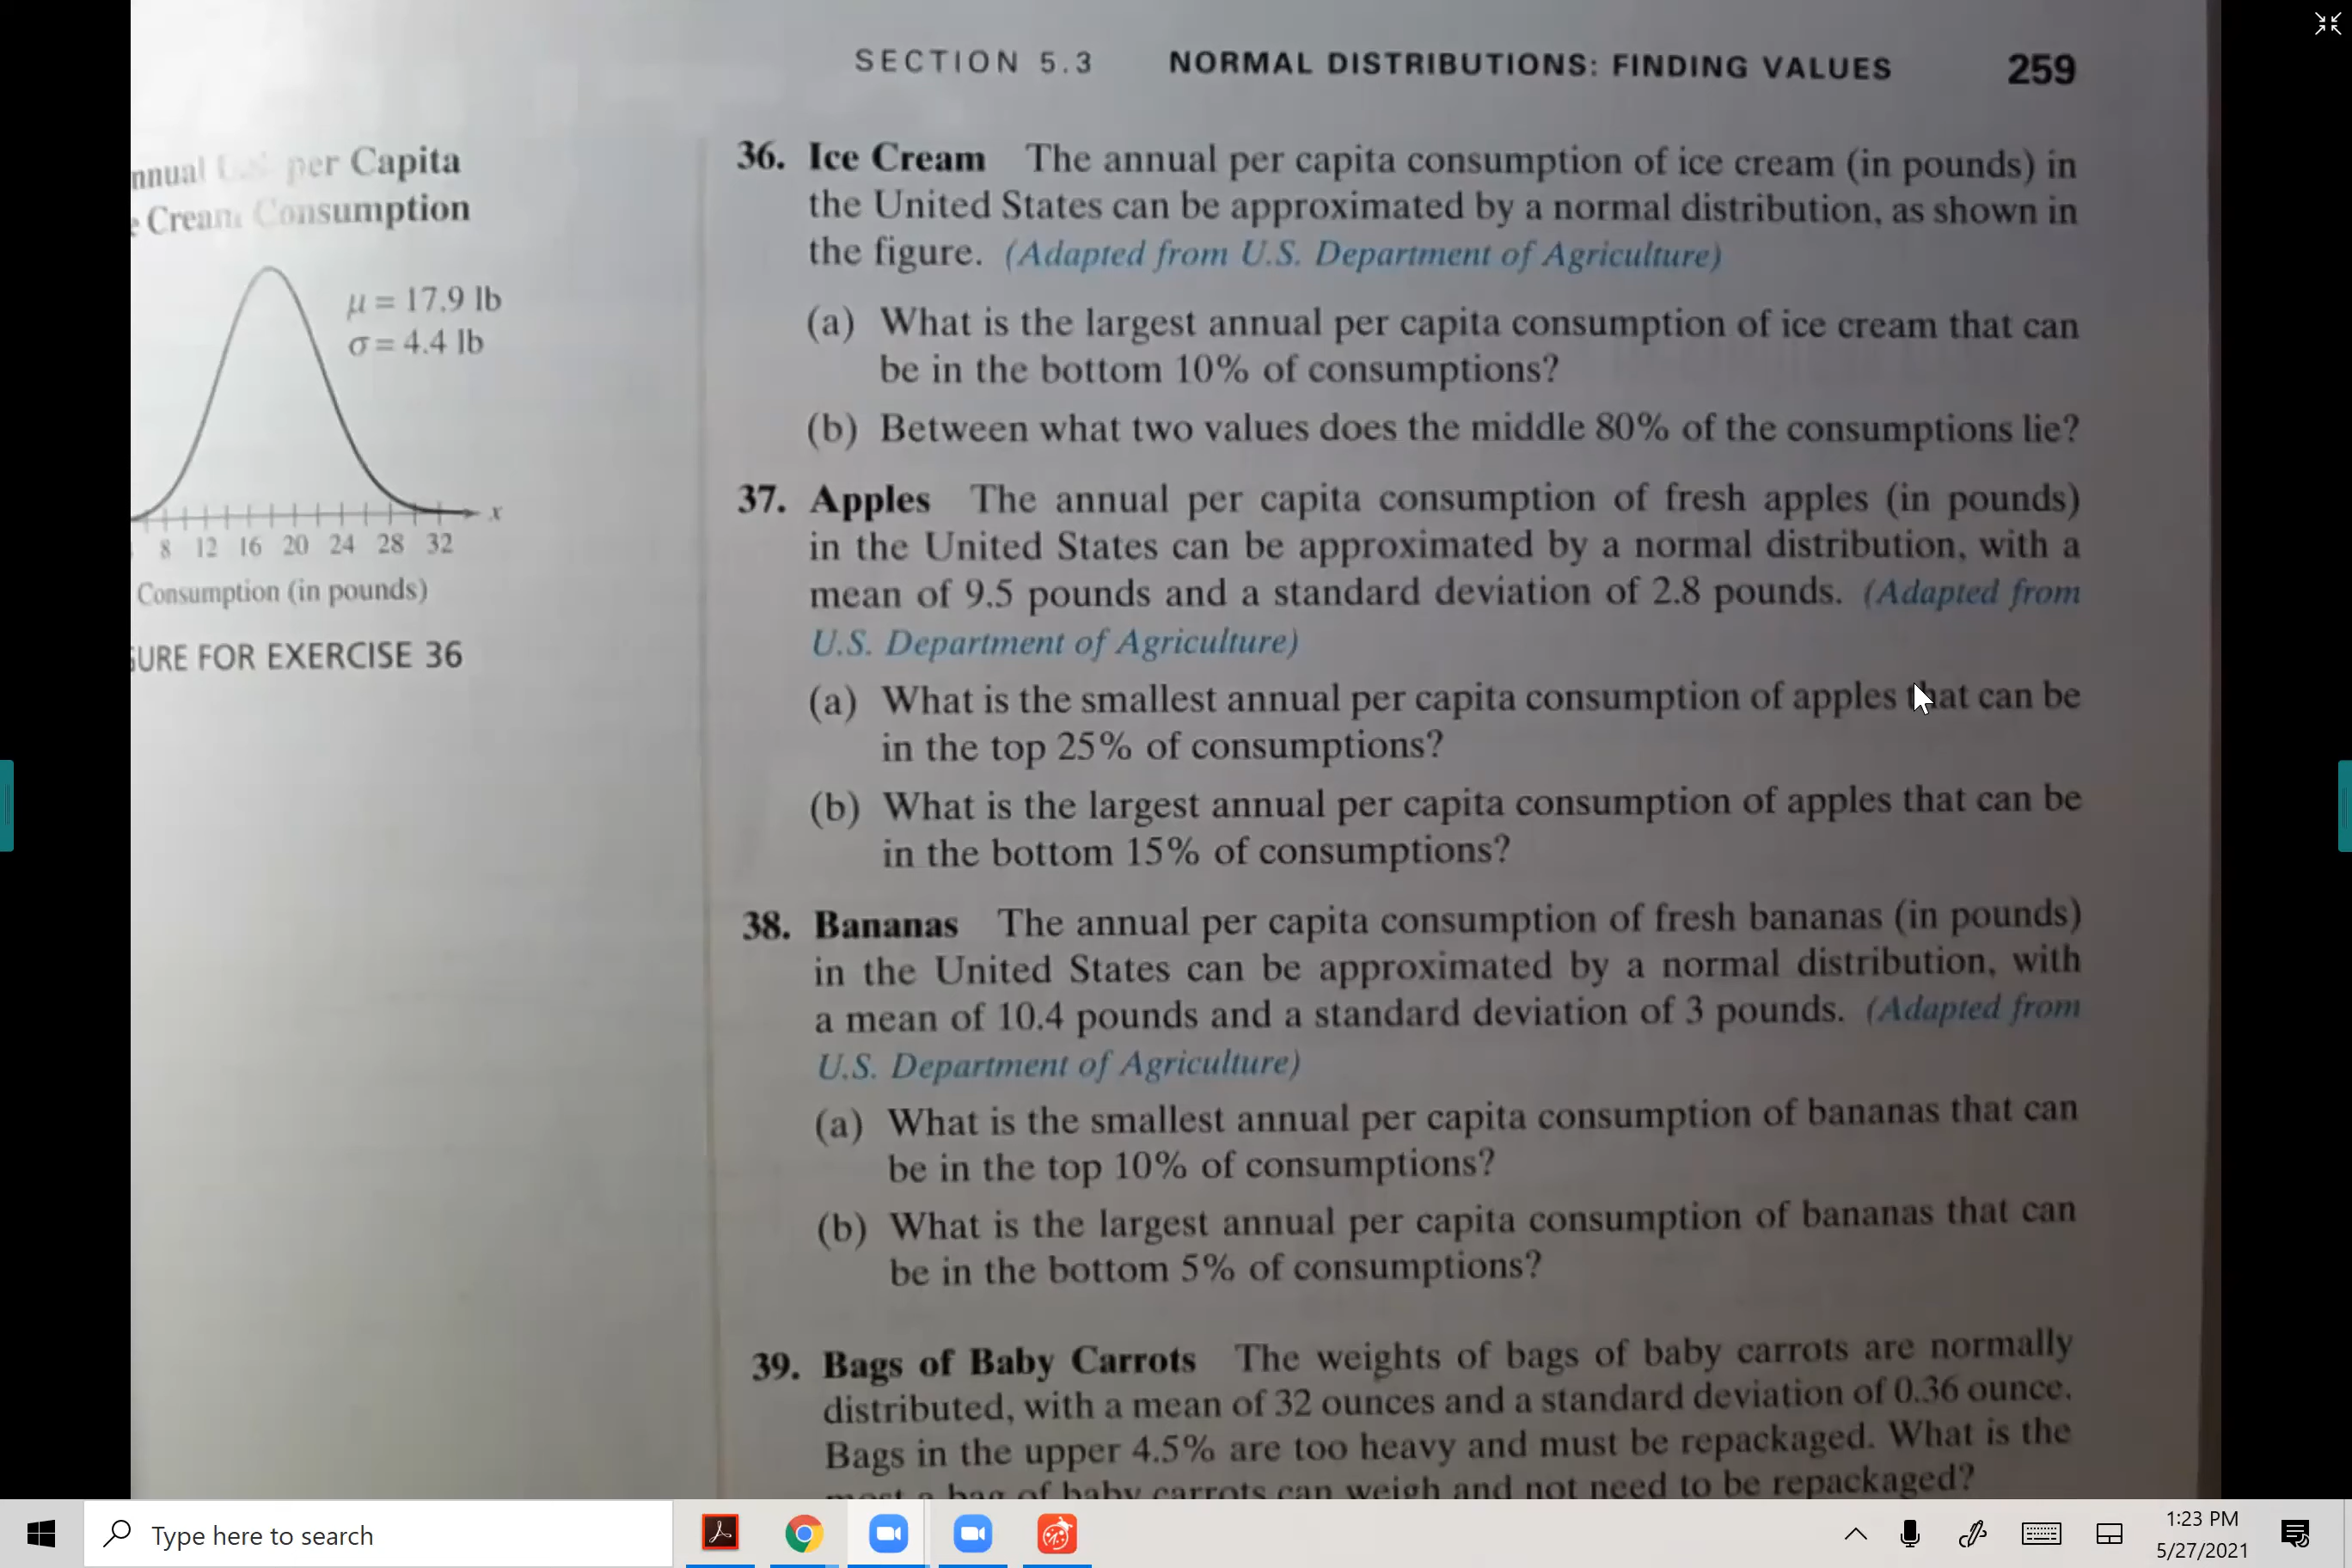 SECTION 5.3 NORMAL DISTRIBUTIONS: FINDING VALUES 259
per Capita
Cream Consumption
μ = 17.9 lb
σ = 4.4 lb
x
8 12 16 20 24 28 32
Consumption (in pounds)
FOR EXERCISE 36
36. Ice Cream The annual per capita consumption of ice cream (in pounds) in
the United States can be approximated by a normal distribution, as shown in
the figure. (Adapted from U.S. Department of Agriculture)
(a) What is the largest annual per capita consumption of ice cream that can
be in the bottom 10% of consumptions?
(b) Between what two values does the middle 80% of the consumptions lie?
37. Apples The annual per capita consumption of fresh apples (in pounds)
in the United States can be approximated by a normal distribution, with a
mean of 9.5 pounds and a standard deviation of 2.8 pounds. (Adapted from
U.S. Department of Agriculture)
(a) What is the smallest annual per capita consumption of apples that can be
in the top 25% of consumptions?
(b) What is the largest annual per capita consumption of apples that can be
in the bottom 15% of consumptions?
38. Bananas The annual per capita consumption of fresh bananas (in pounds)
in the United States can be approximated by a normal distribution, with
a mean of 10.4 pounds and a standard deviation of 3 pounds. (Adapted from
U.S. Department of Agriculture)
(a) What is the smallest annual per capita consumption of bananas that can
be in the top 10% of consumptions?
(b) What is the largest annual per capita consumption of bananas that can
be in the bottom 5% of consumptions?
39. Bags of Baby Carrots The weights of bags of baby carrots are normally
distributed, with a mean of 32 ounces and a standard deviation of 0.36 ounce.
Bags in the upper 4.5% are too heavy and must be repackaged. What is the
most a bag of baby carrots can weigh and not need to be repackaged?
Type here to search
1:23 PM
5/27/2021